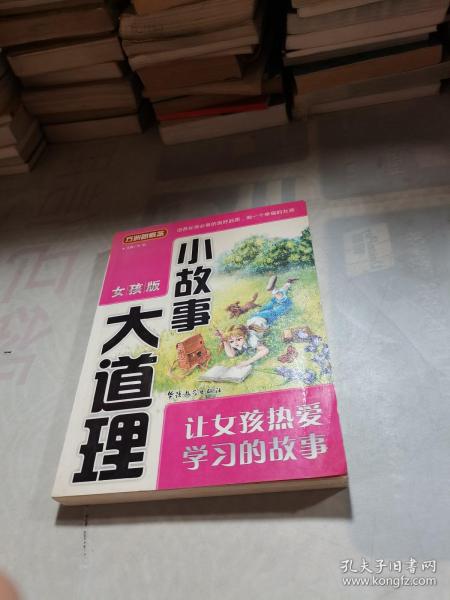 小故事
女孩版
大道理
让女孩热爱
学习的故事
孔夫子旧书网
www.kongfz.com